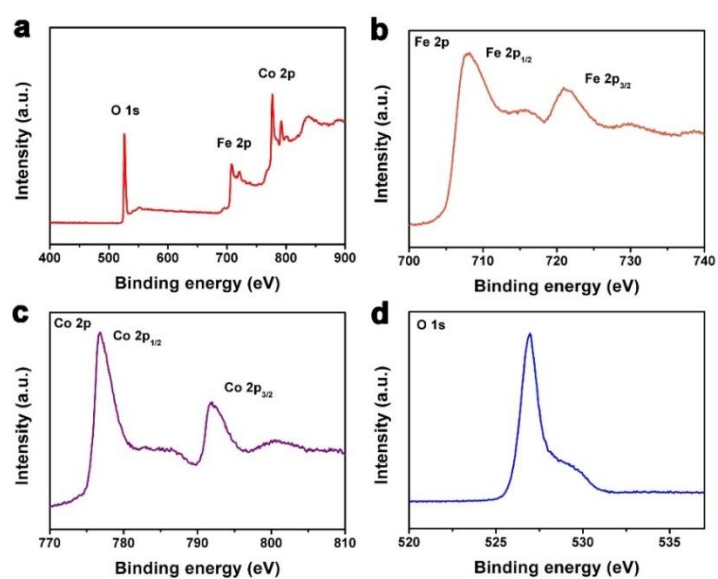 a
O 1s
Fe 2p
Co 2p
Intensity (a.u.)
400 500 600 700 800 900
Binding energy (eV)
b
Fe 2p
Fe 2p1/2
Fe 2p3/2
Intensity (a.u.)
700 710 720 730 740
Binding energy (eV)
c
Co 2p
Co 2p1/2
Co 2p3/2
Intensity (a.u.)
770 780 790 800 810
Binding energy (eV)
d
O 1s
Intensity (a.u.)
520 525 530 535
Binding energy (eV)